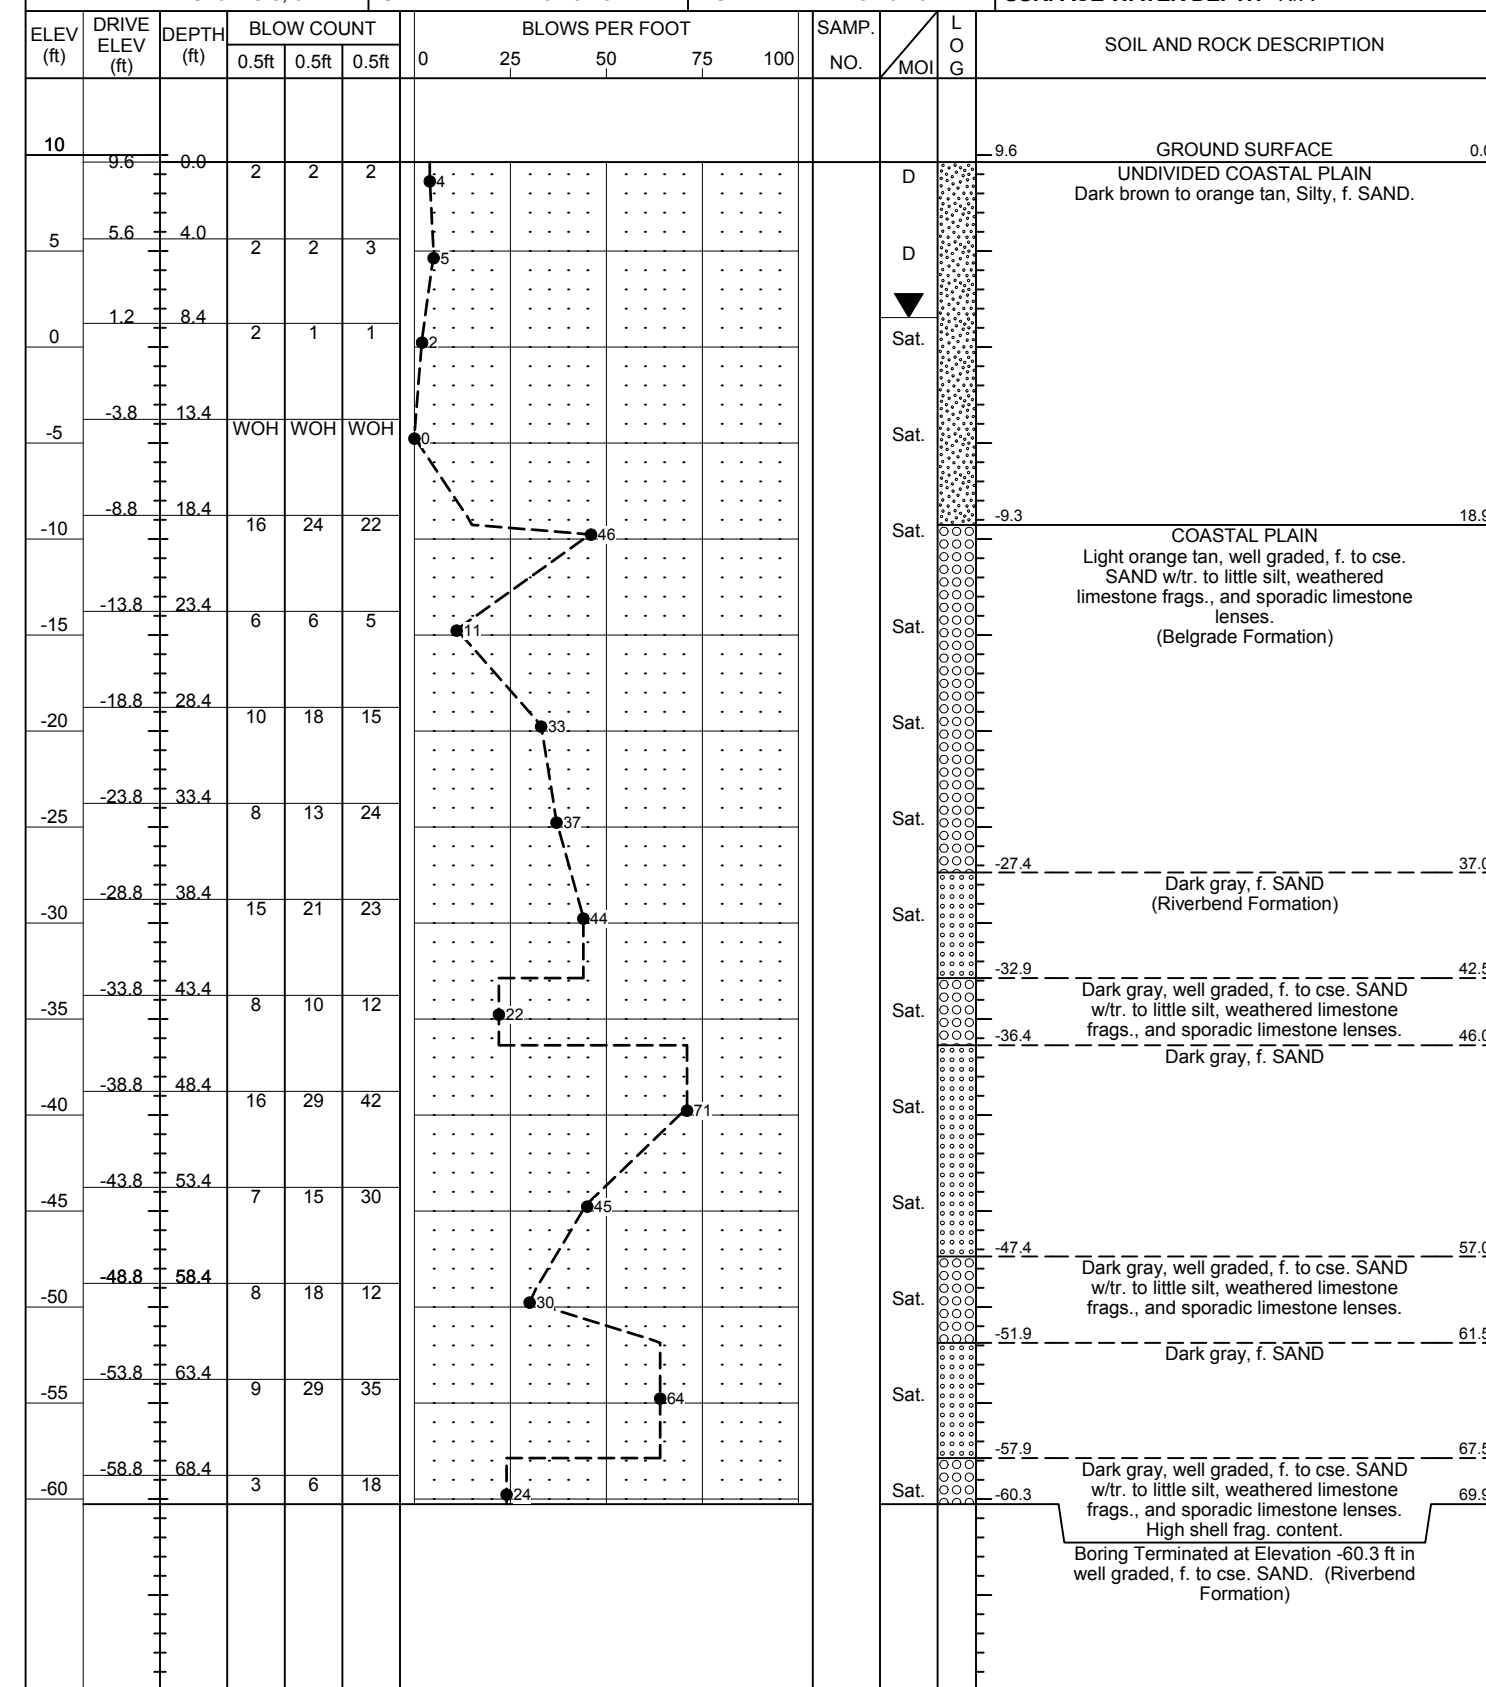 ELEV (ft) DRIVE ELEV (ft) DEPTH (ft) BLOW COUNT BLOWS PER FOOT SAMP. NO. MOI L O G SOIL AND ROCK DESCRIPTION
0.5ft 0.5ft 0.5ft 0 25 50 75 100
10
9.6 GROUND SURFACE
9.6 0.0
2 2 2 4 D
UNDIVIDED COASTAL PLAIN
Dark brown to orange tan, Silty, f. SAND.
5 5.6 4.0
2 2 3 5 D
1.2 8.4
0 2 1 1 2 Sat.
-3.8 13.4
-5 WOH WOH WOH 0 Sat.
-8.8 18.4
-9.3
-10 16 24 22 46 Sat.
COASTAL PLAIN
Light orange tan, well graded, f. to cse.
SAND w/tr. to little silt, weathered
limestone frags., and sporadic limestone
lenses.
(Belgrade Formation)
-13.8 23.4
-15 6 6 5 11 Sat.
-18.8 28.4
-20 10 18 15 33 Sat.
-23.8 33.4
-25 8 13 24 37 Sat.
-27.4
Dark gray, f. SAND
(Riverbend Formation)
-28.8 38.4
-30 15 21 23 44 Sat.
-32.9
-33.8 43.4
-35 8 10 12 22 Sat.
Dark gray, well graded, f. to cse. SAND
w/tr. to little silt, weathered limestone
frags., and sporadic limestone lenses.
-36.4
Dark gray, f. SAND
-38.8 48.4
-40 16 29 42 71 Sat.
-43.8 53.4
-45 7 15 30 45 Sat.
-47.4
Dark gray, well graded, f. to cse. SAND
w/tr. to little silt, weathered limestone
frags., and sporadic limestone lenses.
-48.8 58.4
-50 8 18 12 30 Sat.
-51.9
Dark gray, f. SAND
-53.8 63.4
-55 9 29 35 64 Sat.
-57.9
Dark gray, well graded, f. to cse. SAND
w/tr. to little silt, weathered limestone
frags., and sporadic limestone lenses.
High shell frag. content.
-58.8 68.4
-60 3 6 18 24 Sat.
-60.3
Boring Terminated at Elevation -60.3 ft in
well graded, f. to cse. SAND. (Riverbend
Formation)